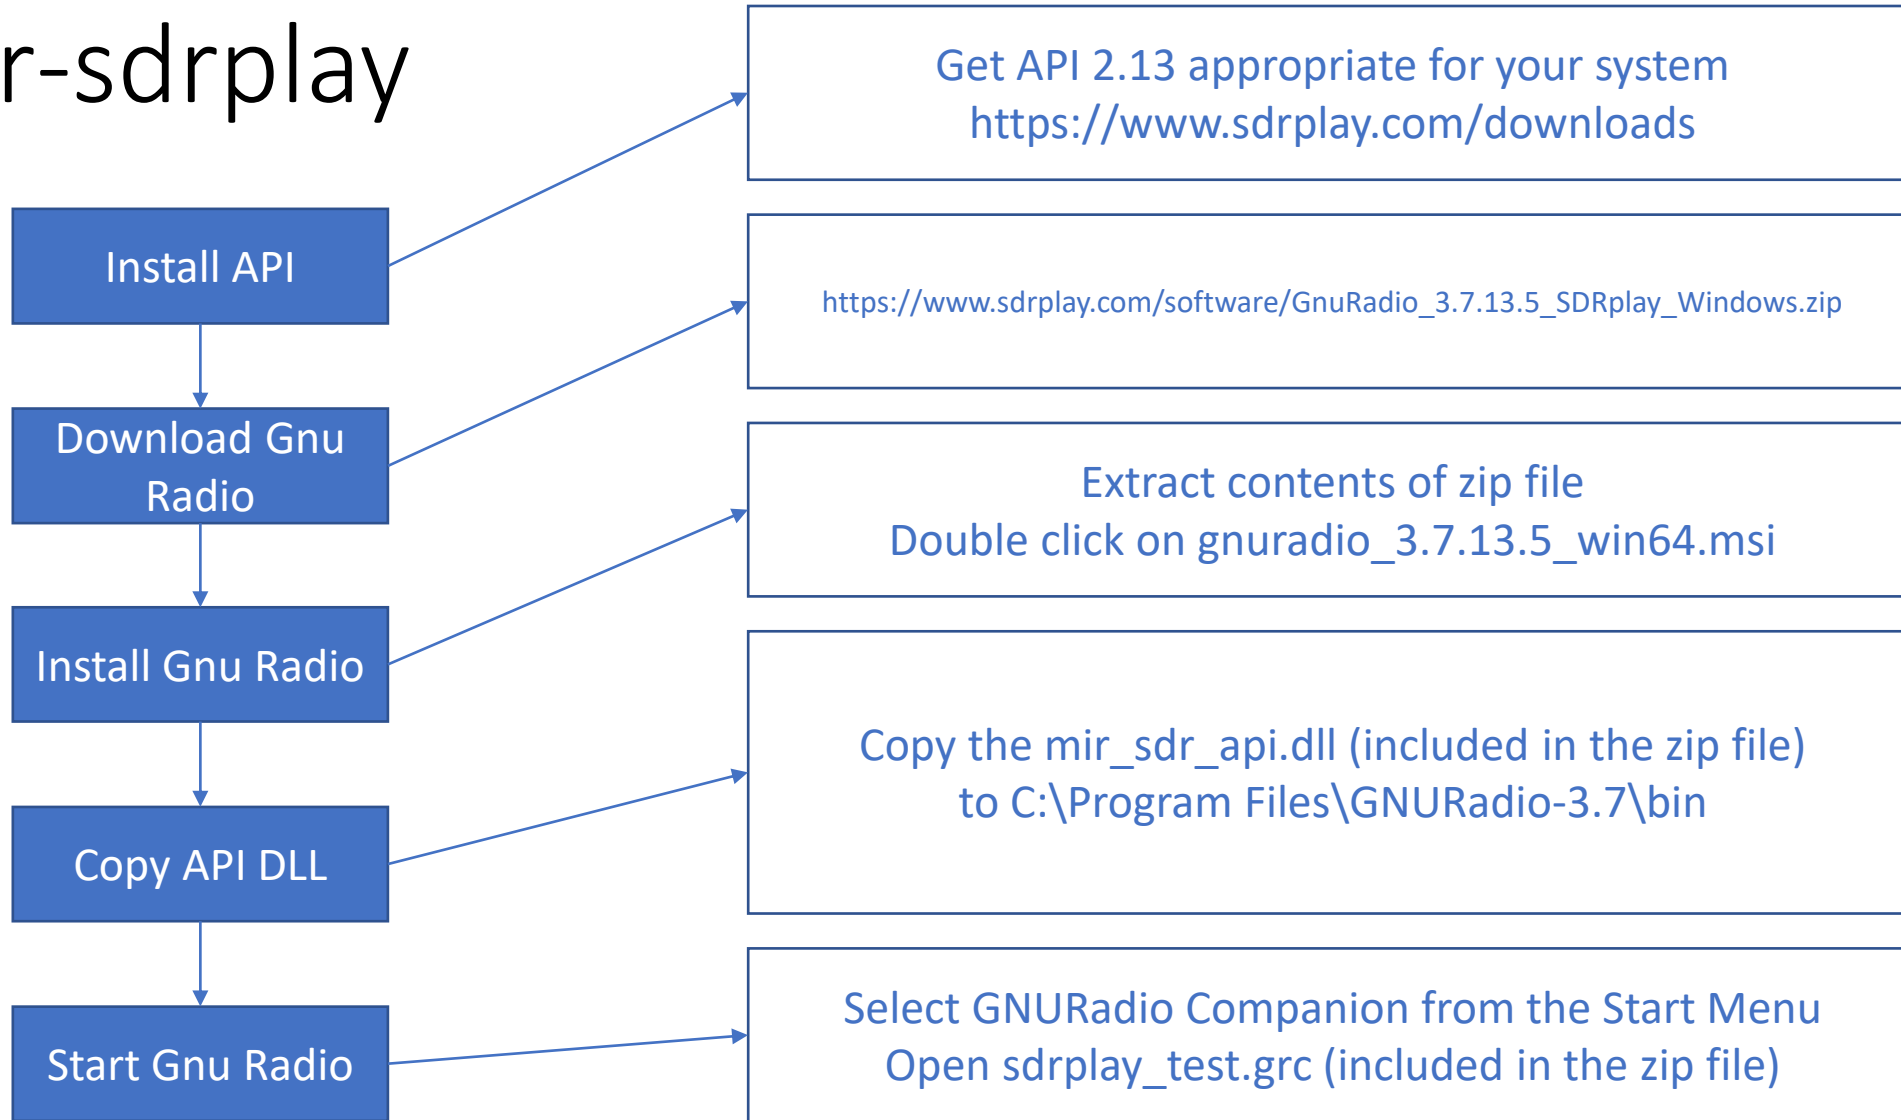 r-sdrplay
Install API
Get API 2.13 appropriate for your system
https://www.sdrplay.com/downloads
Download Gnu
Radio
https://www.sdrplay.com/software/GnuRadio_3.7.13.5_SDRplay_Windows.zip
Install Gnu Radio
Extract contents of zip file
Double click on gnuradio_3.7.13.5_win64.msi
Copy API DLL
Copy the mir_sdr_api.dll (included in the zip file)
to C:\Program Files\GNURadio-3.7\bin
Start Gnu Radio
Select GNURadio Companion from the Start Menu
Open sdrplay_test.grc (included in the zip file)